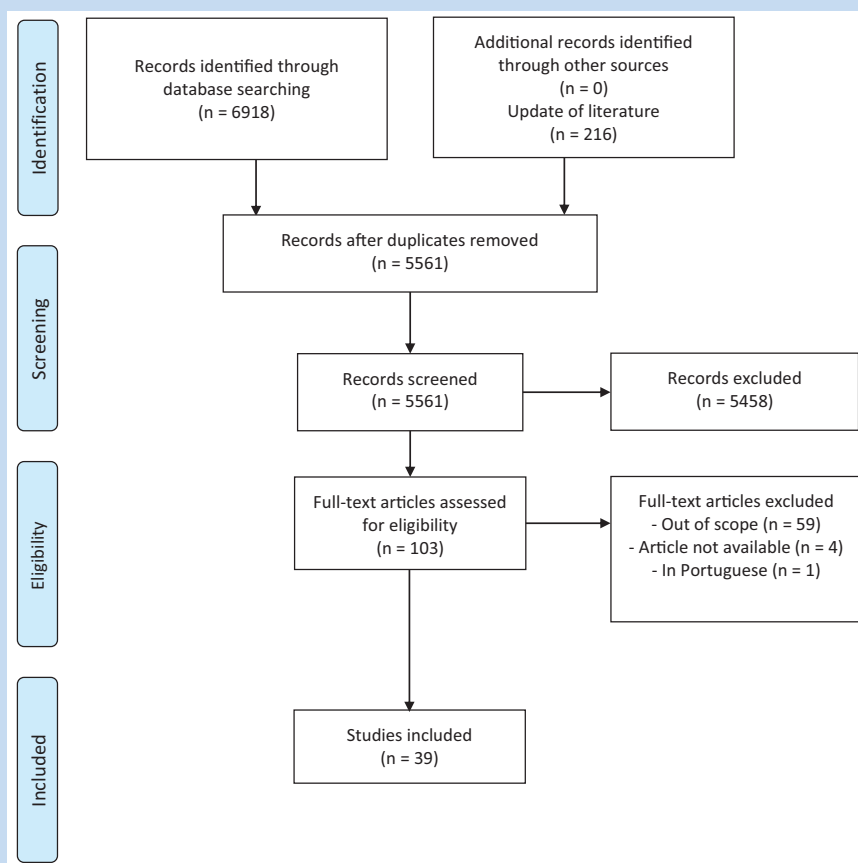 Identification
Records identified through
database searching
(n = 6918)
Additional records identified
through other sources
(n = 0)
Update of literature
(n = 216)
Records after duplicates removed
(n = 5561)
Screening
Records screened
(n = 5561)
Records excluded
(n = 5458)
Eligibility
Full-text articles assessed
for eligibility
(n = 103)
Full-text articles excluded
- Out of scope (n = 59)
- Article not available (n = 4)
- In Portuguese (n = 1)
Included
Studies included
(n = 39)